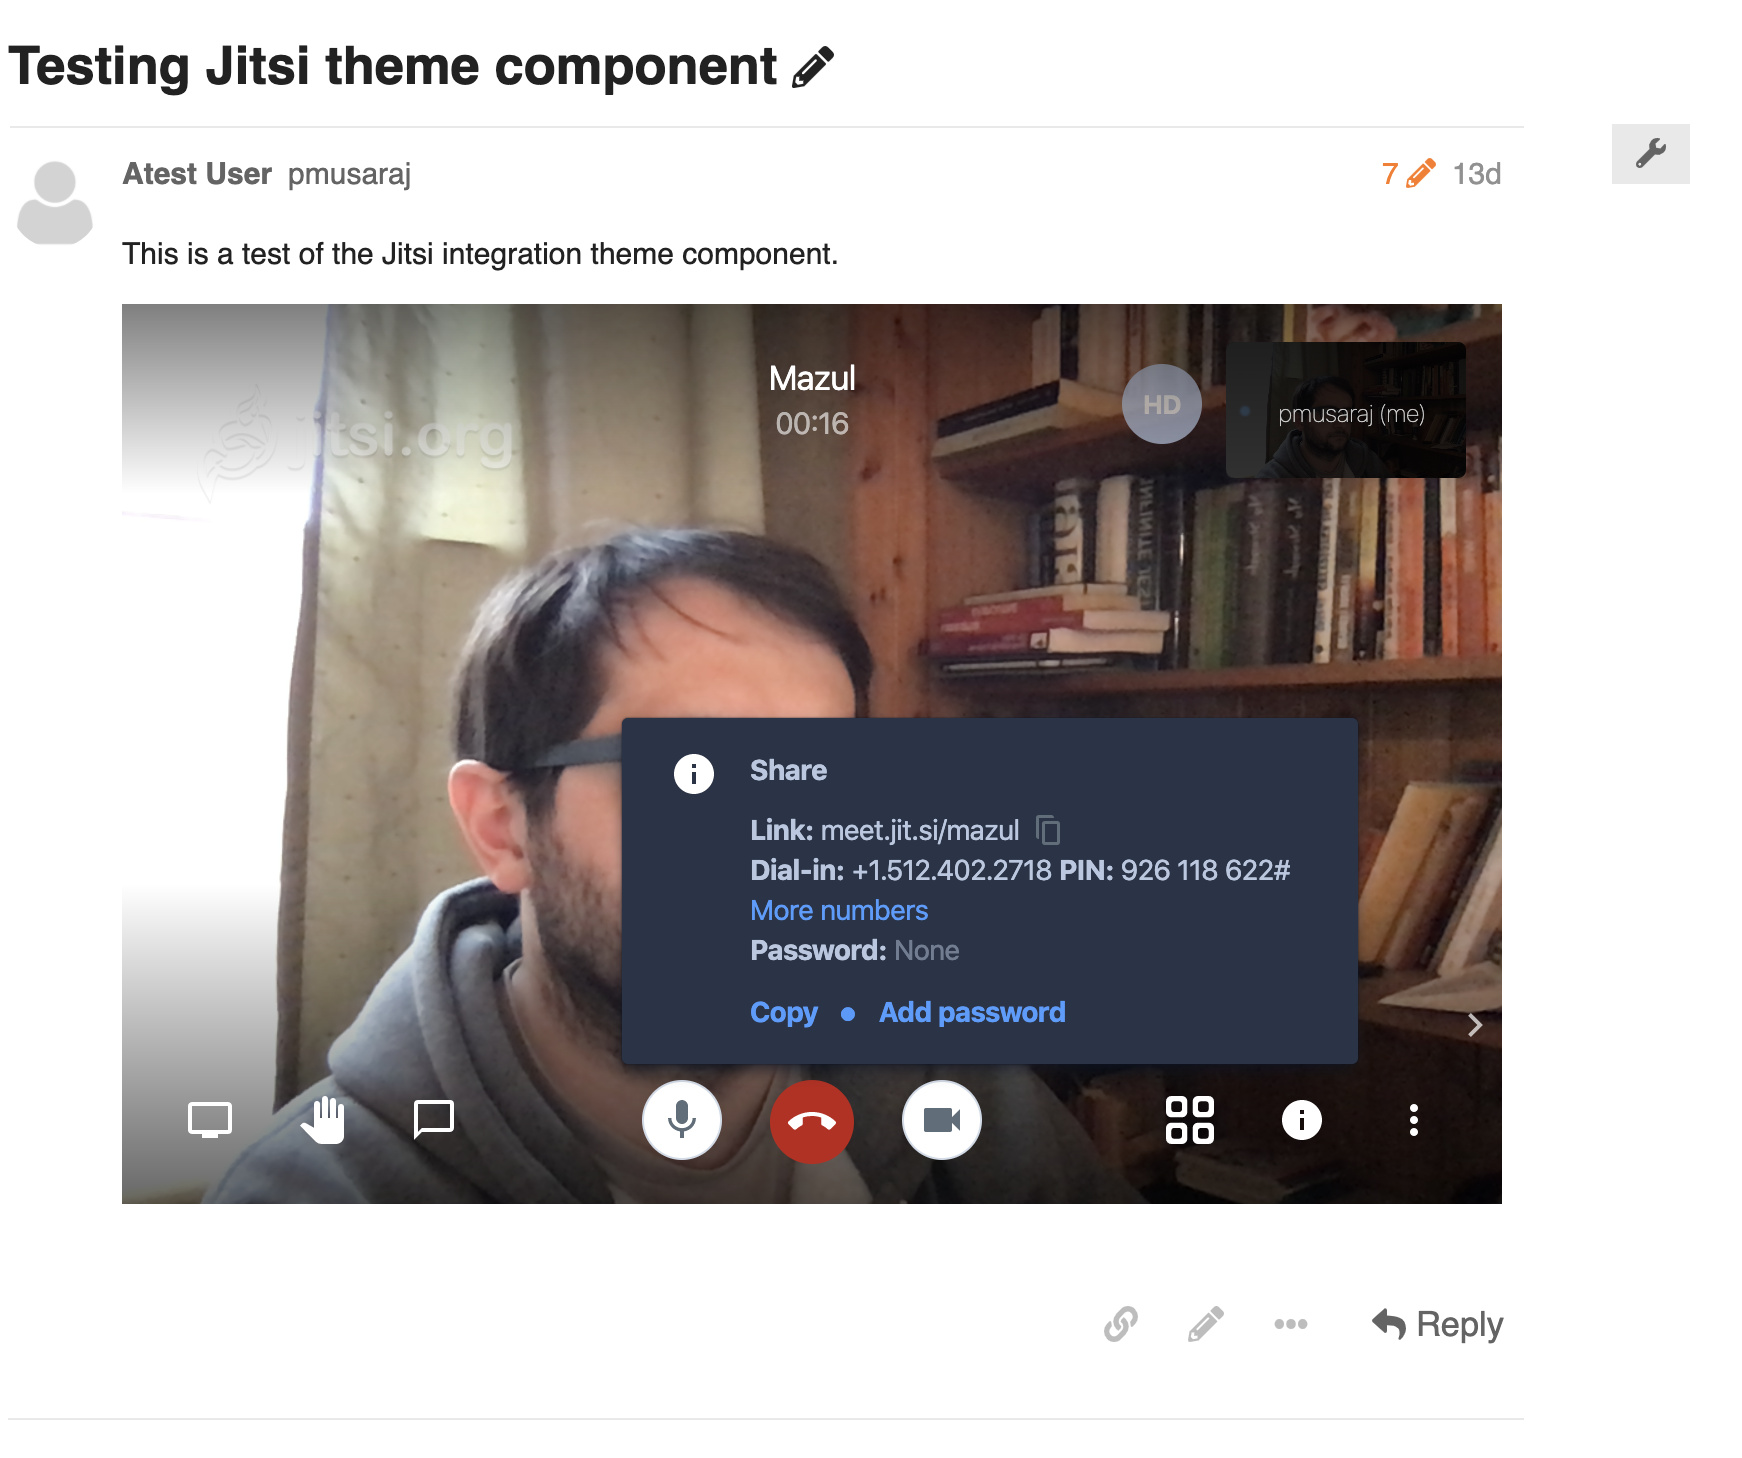 Testing Jitsi theme component
Atest User pmusaraj
7 13d
This is a test of the Jitsi integration theme component.
jitsi.org
Mazul
00:16
HD
pmusaraj (me)
Share
Link: meet.jit.si/mazul
Dial-in: +1.512.402.2718 PIN: 926 118 622#
More numbers
Password: None
Copy • Add password
Reply